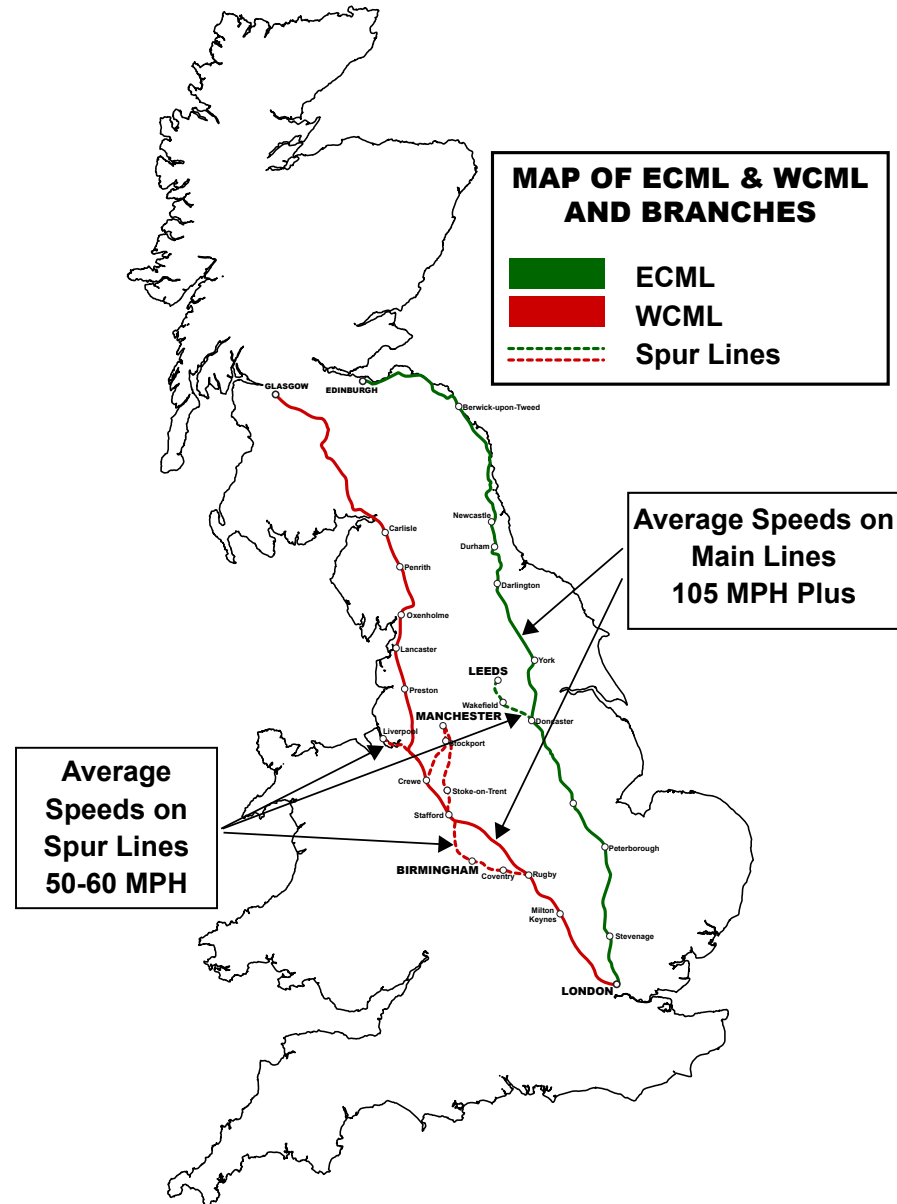 MAP OF ECML & WCML
AND BRANCHES
ECML
WCML
Spur Lines
GLASGOW
EDINBURGH
Berwick-upon-Tweed
Newcastle
Durham
Darlington
York
LEEDS
Wakefield
Doncaster
Peterborough
Stevenage
LONDON
Carlisle
Penrith
Oxenholme
Lancaster
Preston
Liverpool
MANCHESTER
Stockport
Crewe
Stoke-on-Trent
Stafford
BIRMINGHAM
Coventry
Rugby
Milton
Keynes
Average Speeds on
Main Lines
105 MPH Plus
Average
Speeds on
Spur Lines
50-60 MPH